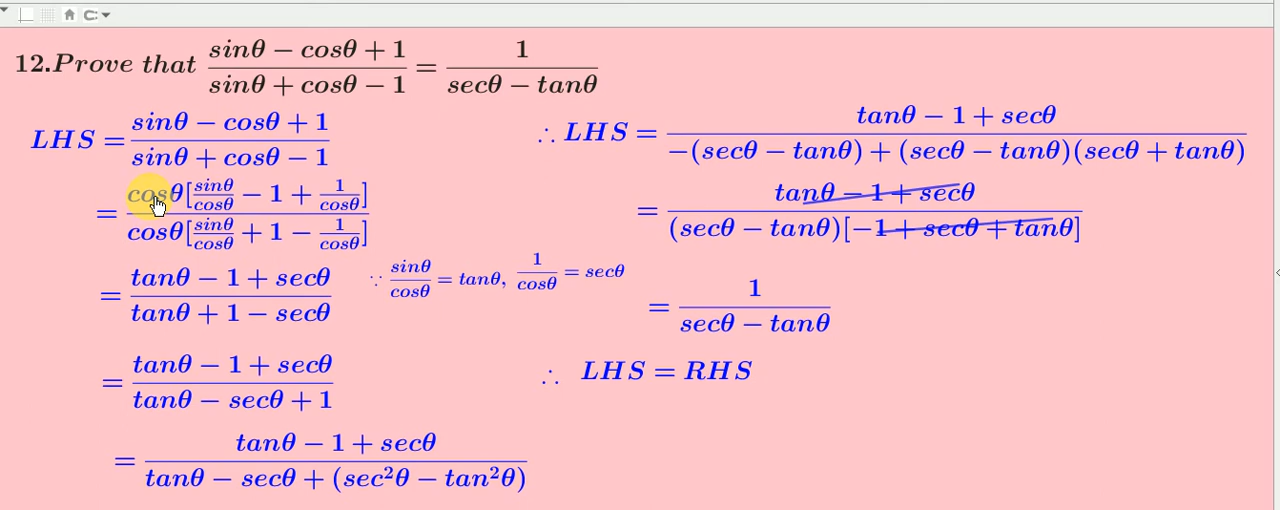 12.Prove that (sinθ − cosθ + 1)/(sinθ + cosθ − 1) = 1/(secθ − tanθ)
LHS = (sinθ − cosθ + 1)/(sinθ + cosθ − 1)
= cosθ[sinθ/cosθ − 1 + 1/cosθ]/cosθ[sinθ/cosθ + 1 − 1/cosθ]
= (tanθ − 1 + secθ)/(tanθ + 1 − secθ) ∵ sinθ/cosθ = tanθ, 1/cosθ = secθ
= (tanθ − 1 + secθ)/(tanθ − secθ + 1)
= (tanθ − 1 + secθ)/(tanθ − secθ + (sec²θ − tan²θ))
∴ LHS = (tanθ − 1 + secθ)/(−(secθ − tanθ) + (secθ − tanθ)(secθ + tanθ))
= (tanθ − 1 + secθ)/((secθ − tanθ)[−1 + secθ + tanθ])
= 1/(secθ − tanθ)
∴ LHS = RHS